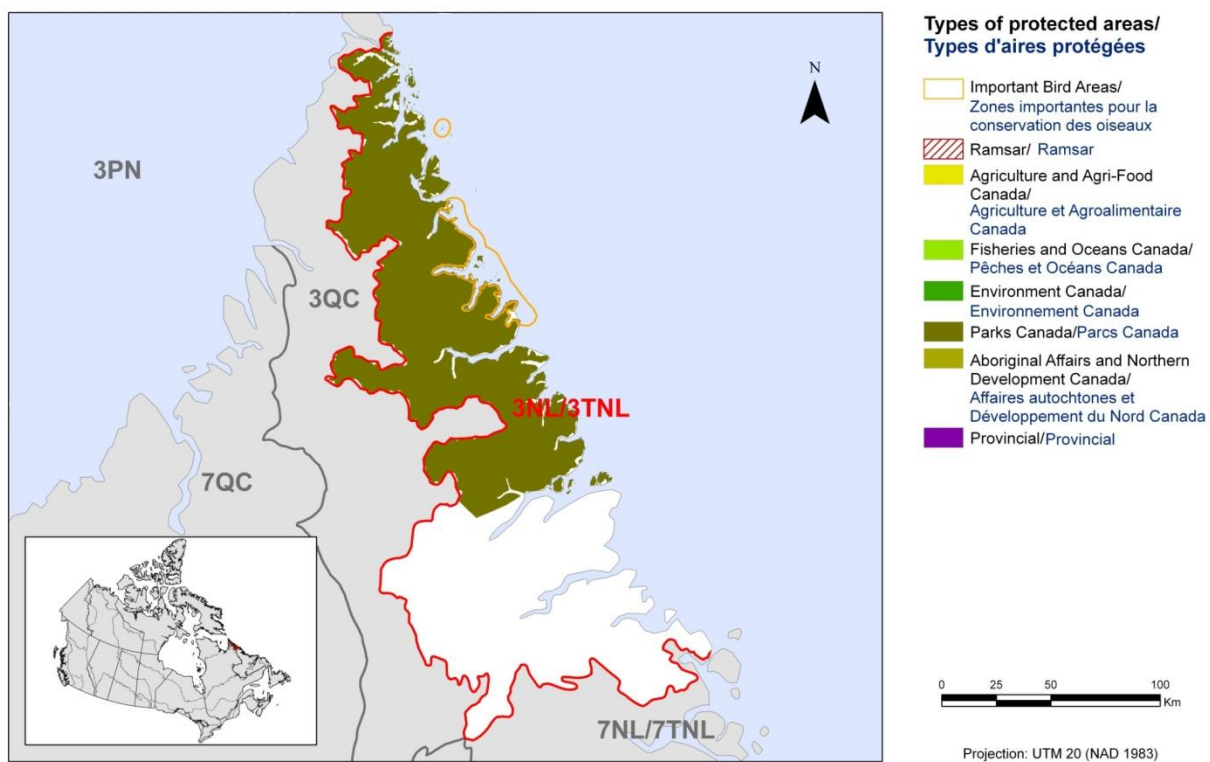 3PN
3QC
3NL/3TNL
7QC
7NL/7TNL
Types of protected areas/
Types d'aires protégées
N
Important Bird Areas/
Zones importantes pour la
conservation des oiseaux
Ramsar/ Ramsar
Agriculture and Agri-Food
Canada/
Agriculture et Agroalimentaire
Canada
Fisheries and Oceans Canada/
Pêches et Océans Canada
Environment Canada/
Environnement Canada
Parks Canada/Parcs Canada
Aboriginal Affairs and Northern
Development Canada/
Affaires autochtones et
Développement du Nord Canada
Provincial/Provincial
0 25 50 100
Km
Projection: UTM 20 (NAD 1983)